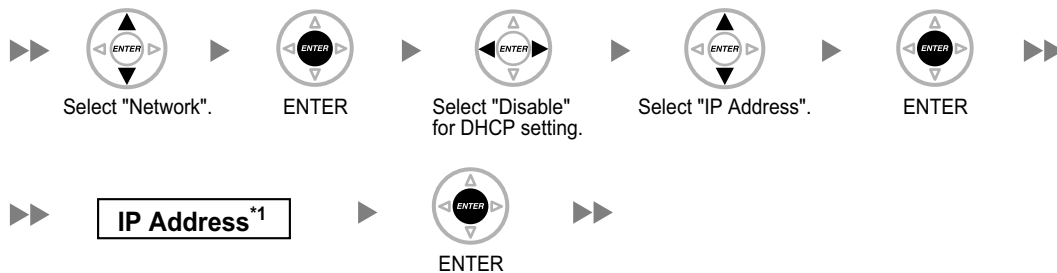 ENTER ENTER ENTER ENTER ENTER
Select "Network". ENTER Select "Disable" Select "IP Address". ENTER
for DHCP setting.
IP Address*1 ENTER
ENTER